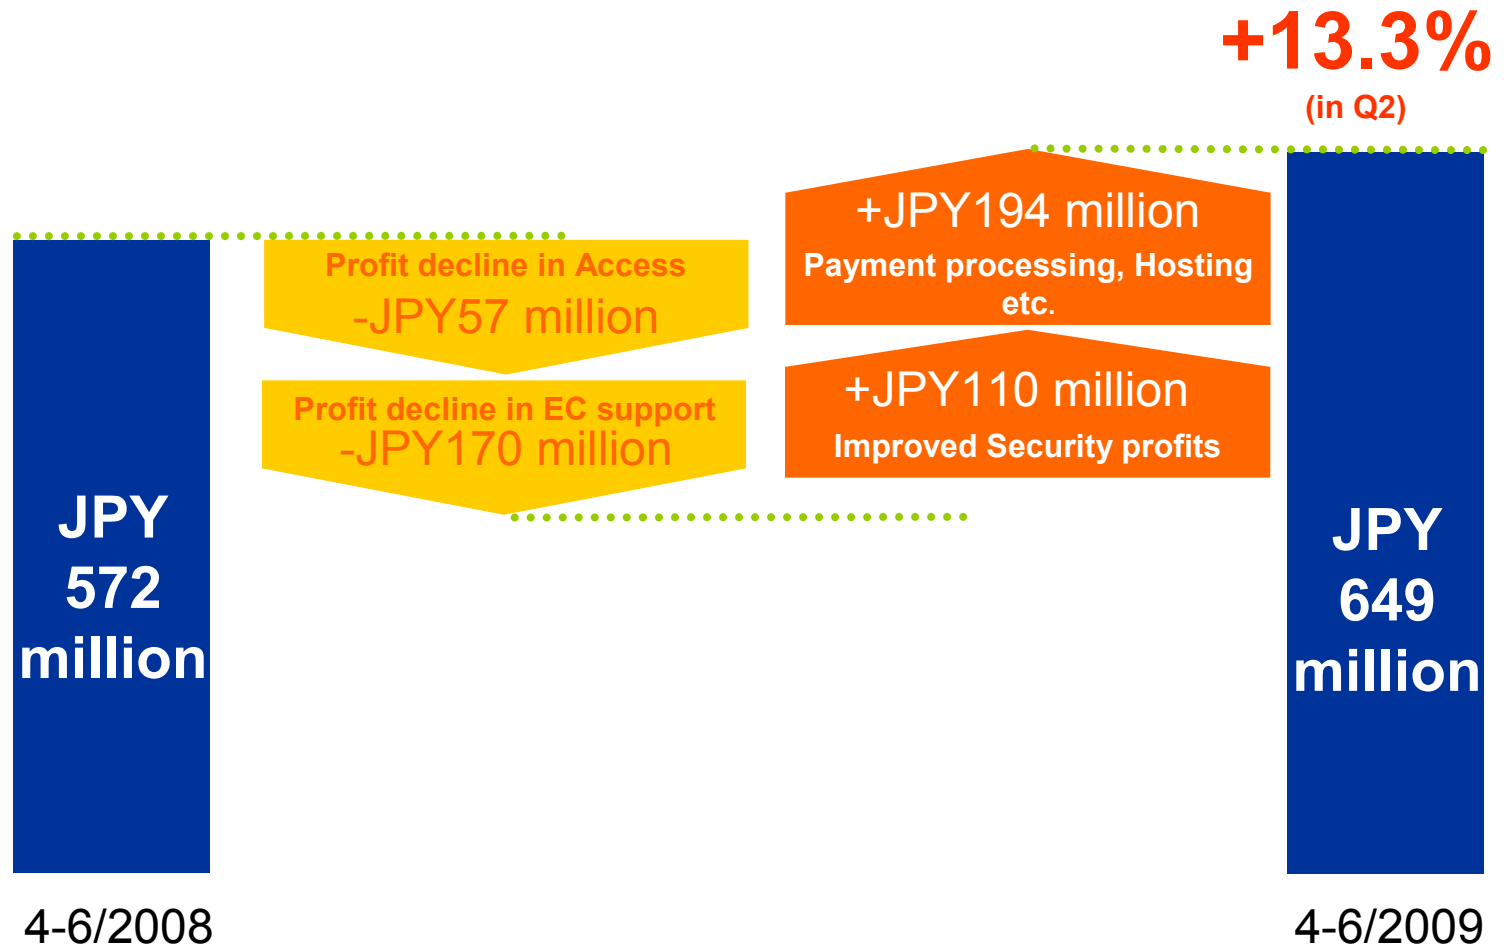 +13.3%
(in Q2)
Profit decline in Access
-JPY57 million
Profit decline in EC support
-JPY170 million
+JPY194 million
Payment processing, Hosting
etc.
+JPY110 million
Improved Security profits
JPY
572
million
JPY
649
million
4-6/2008
4-6/2009